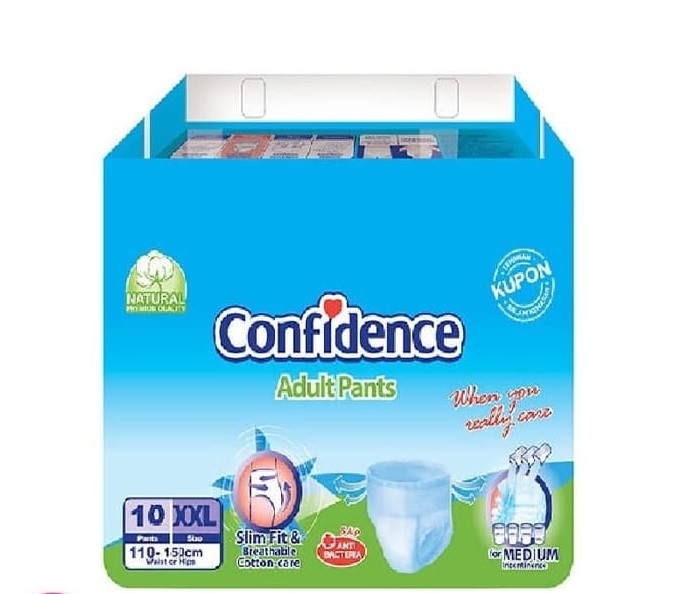 NATURAL
PREMIUM QUALITY
KUPON
Confidence
Adult Pants
When you
really care
10 XXL
Pants Size
110-150cm
Waist or Hips
Slim Fit &
Breathable
Cotton-care
SAP
ANTI
BACTERIA
for MEDIUM
Incontinence